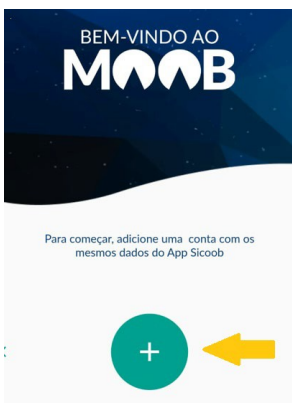 BEM-VINDO AO
MOOB
Para começar, adicione uma conta com os
mesmos dados do App Sicoob
+